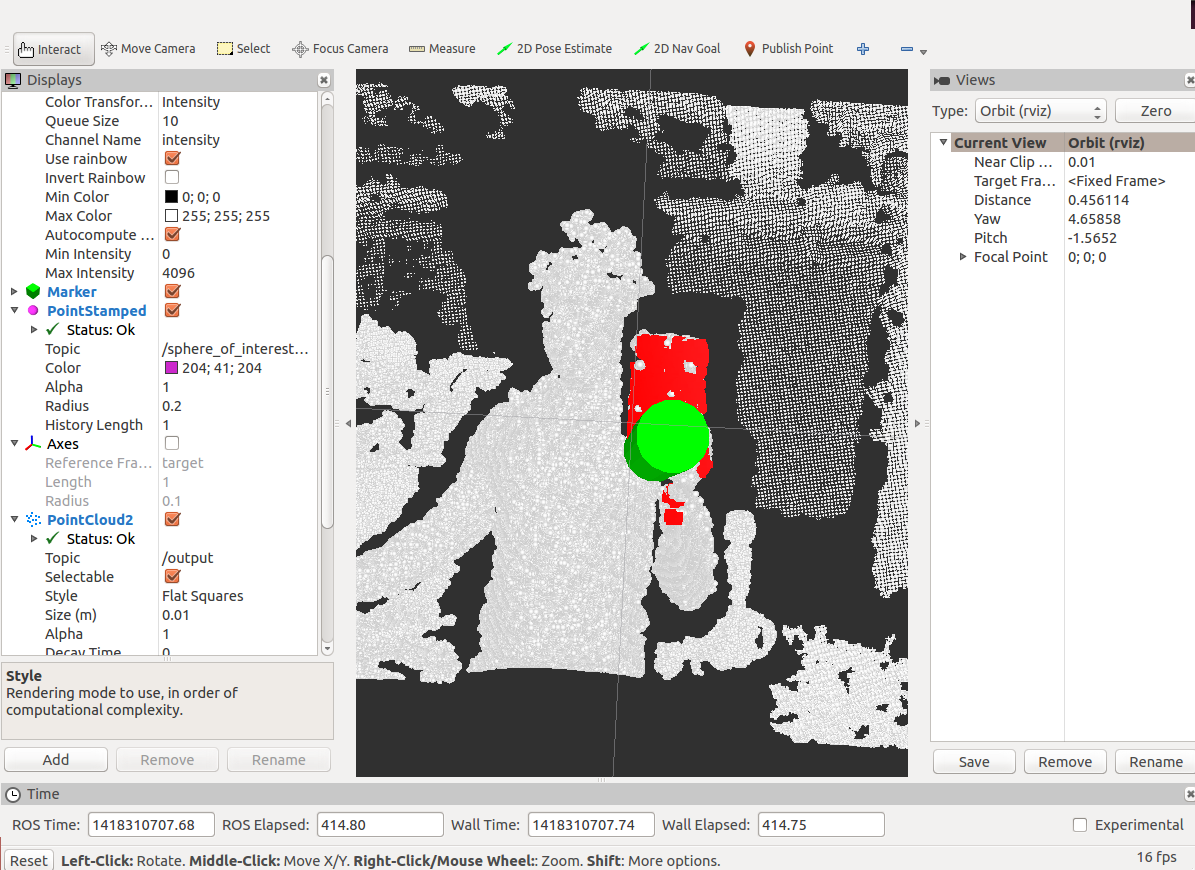 Interact Move Camera Select Focus Camera Measure 2D Pose Estimate 2D Nav Goal Publish Point
Displays
Color Transfor... Intensity
Queue Size 10
Channel Name intensity
Use rainbow
Invert Rainbow
Min Color 0; 0; 0
Max Color 255; 255; 255
Autocompute ...
Min Intensity 0
Max Intensity 4096
Marker
PointStamped
Status: Ok
Topic /sphere_of_interest...
Color 204; 41; 204
Alpha 1
Radius 0.2
History Length 1
Axes
Reference Fra... target
Length 1
Radius 0.1
PointCloud2
Status: Ok
Topic /output
Selectable
Style Flat Squares
Size (m) 0.01
Alpha 1
Decay Time 0
Style
Rendering mode to use, in order of
computational complexity.
Add Remove Rename
Views
Type: Orbit (rviz) Zero
Current View Orbit (rviz)
Near Clip ... 0.01
Target Fra... <Fixed Frame>
Distance 0.456114
Yaw 4.65858
Pitch -1.5652
Focal Point 0; 0; 0
Save Remove Rename
Time
ROS Time: 1418310707.68 ROS Elapsed: 414.80 Wall Time: 1418310707.74 Wall Elapsed: 414.75 Experimental
Reset Left-Click: Rotate. Middle-Click: Move X/Y. Right-Click/Mouse Wheel:: Zoom. Shift: More options. 16 fps